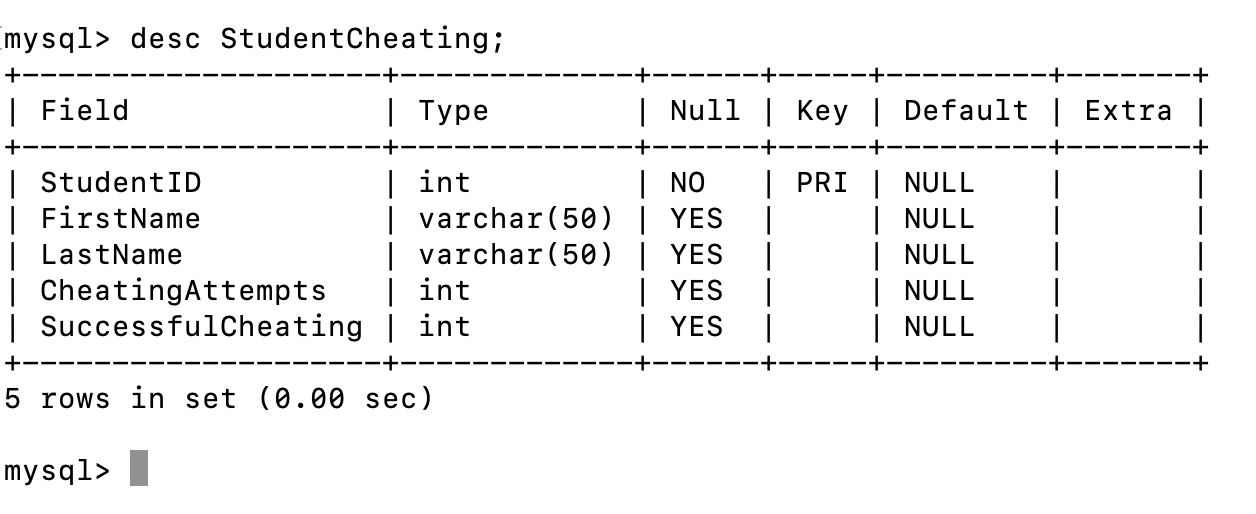 mysql> desc StudentCheating;
+--------------------+-------------+------+-----+---------+-------+
| Field              | Type        | Null | Key | Default | Extra |
+--------------------+-------------+------+-----+---------+-------+
| StudentID          | int         | NO   | PRI | NULL    |       |
| FirstName          | varchar(50) | YES  |     | NULL    |       |
| LastName           | varchar(50) | YES  |     | NULL    |       |
| CheatingAttempts   | int         | YES  |     | NULL    |       |
| SuccessfulCheating | int         | YES  |     | NULL    |       |
+--------------------+-------------+------+-----+---------+-------+
5 rows in set (0.00 sec)
mysql>